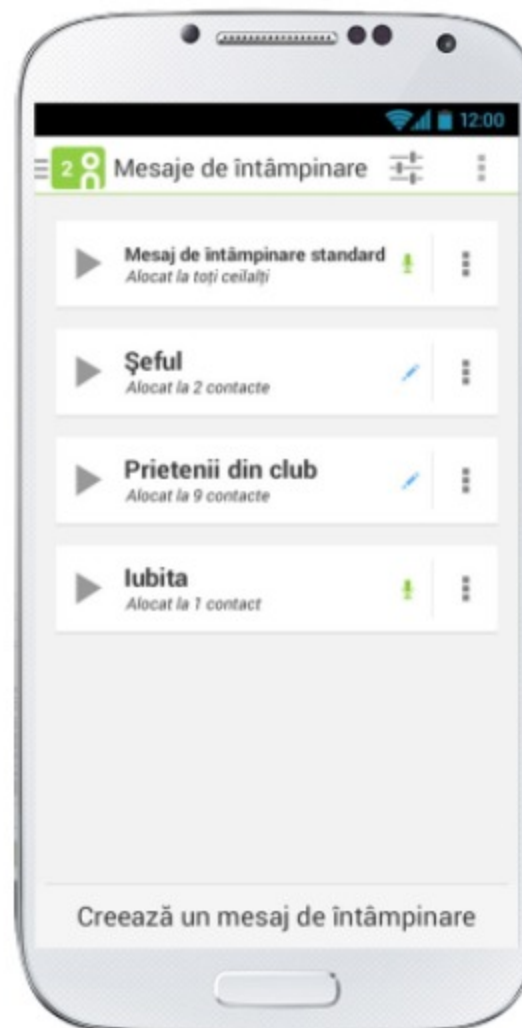 12:00
2 Mesaje de întâmpinare
Mesaj de întâmpinare standard
Alocat la toți ceilalți
Şeful
Alocat la 2 contacte
Prietenii din club
Alocat la 9 contacte
Iubita
Alocat la 1 contact
Creează un mesaj de întâmpinare